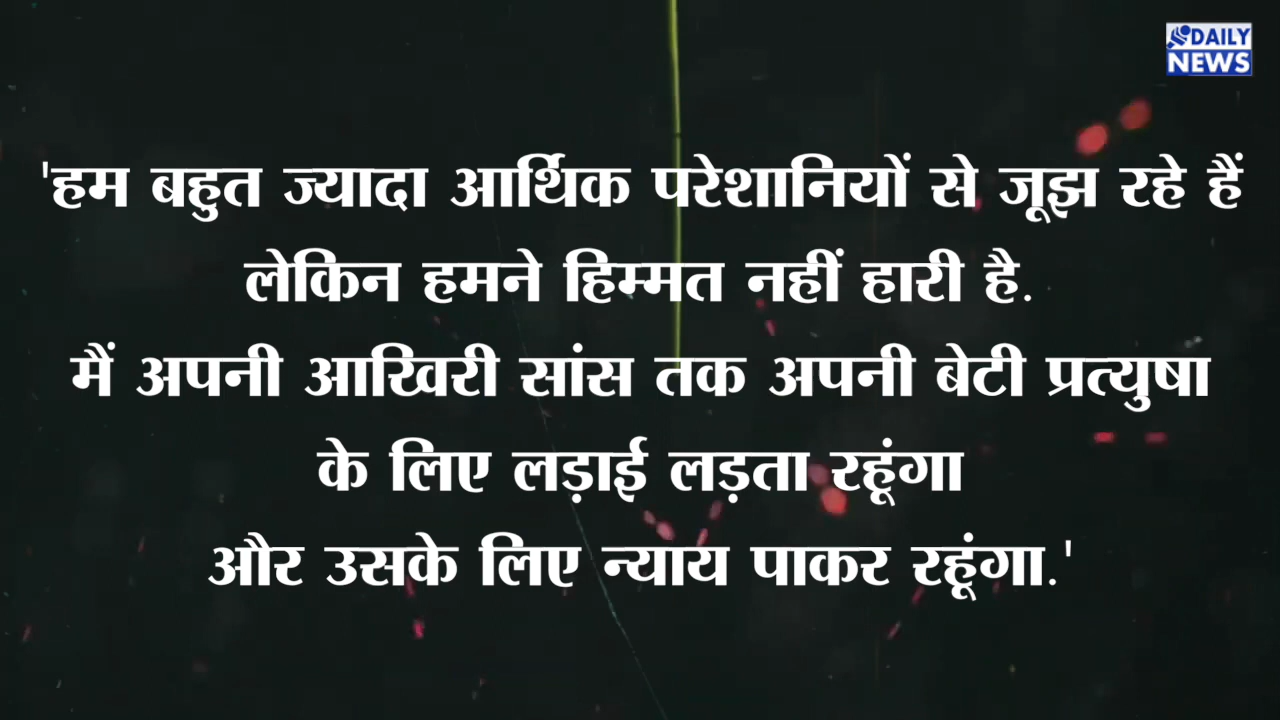 DAILY
NEWS
'हम बहुत ज्यादा आर्थिक परेशानियों से जूझ रहे हैं
लेकिन हमने हिम्मत नहीं हारी है.
मैं अपनी आखिरी सांस तक अपनी बेटी प्रत्युषा
के लिए लड़ाई लड़ता रहूंगा
और उसके लिए न्याय पाकर रहूंगा.'